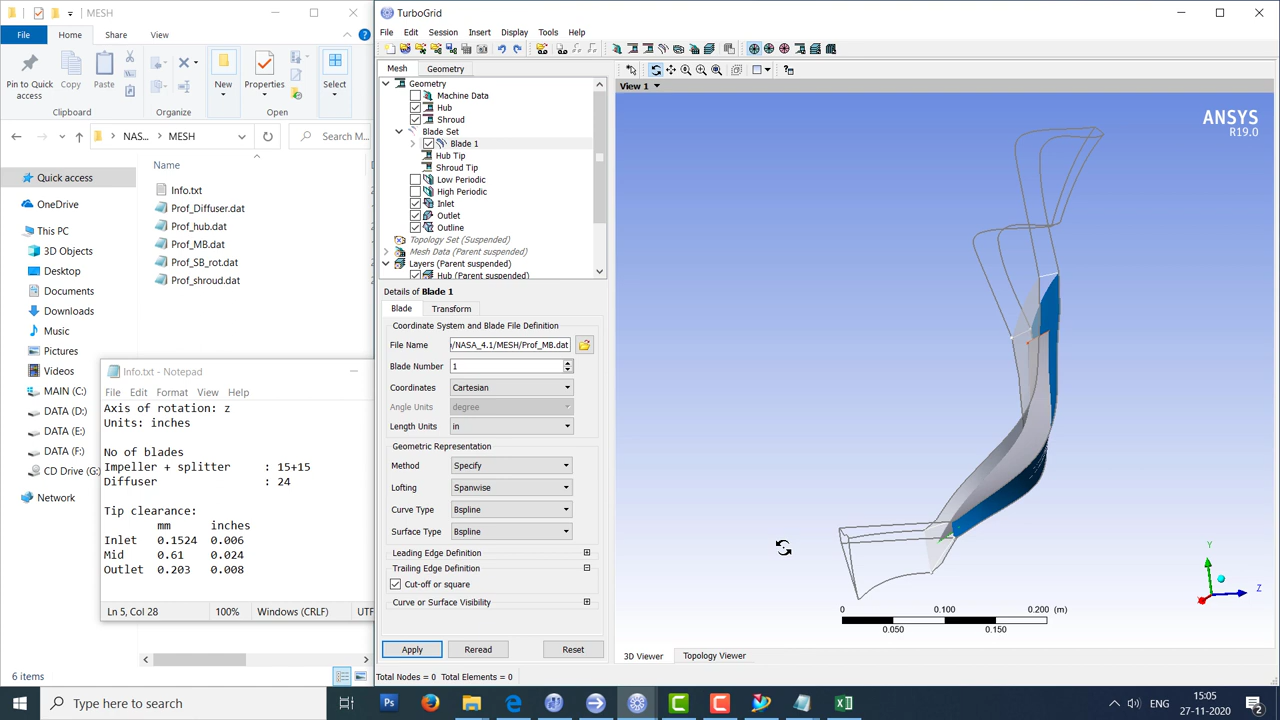 MESH
File
Home
Share
View
Pin to Quick access
Copy
Paste
New
Properties
Select
Clipboard
Organize
Open
NAS...
MESH
Search M...
Name
Quick access
OneDrive
This PC
3D Objects
Desktop
Documents
Downloads
Music
Pictures
Videos
MAIN (C:)
DATA (D:)
DATA (E:)
DATA (F:)
CD Drive (G:)
Network
Info.txt
Prof_Diffuser.dat
Prof_hub.dat
Prof_MB.dat
Prof_SB_rot.dat
Prof_shroud.dat
6 items
Info.txt - Notepad
File Edit Format View Help
Axis of rotation: z
Units: inches
No of blades
Impeller + splitter : 15+15
Diffuser : 24
Tip clearance:
mm inches
Inlet 0.1524 0.006
Mid 0.61 0.024
Outlet 0.203 0.008
Ln 5, Col 28 100% Windows (CRLF) UTF-8
TurboGrid
File Edit Session Insert Display Tools Help
Mesh Geometry
Geometry
Machine Data
Hub
Shroud
Blade Set
Blade 1
Hub Tip
Shroud Tip
Low Periodic
High Periodic
Inlet
Outlet
Outline
Topology Set (Suspended)
Mesh Data (Parent suspended)
Layers (Parent suspended)
Hub (Parent suspended)
Details of Blade 1
Blade Transform
Coordinate System and Blade File Definition
File Name /NASA_4.1/MESH/Prof_MB.dat
Blade Number 1
Coordinates Cartesian
Angle Units degree
Length Units in
Geometric Representation
Method Specify
Lofting Spanwise
Curve Type Bspline
Surface Type Bspline
Leading Edge Definition
Trailing Edge Definition
Cut-off or square
Curve or Surface Visibility
Apply Reread Reset
Total Nodes = 0 Total Elements = 0
View 1
ANSYS
R19.0
Y
Z
0 0.100 0.200 (m)
0.050 0.150
3D Viewer Topology Viewer
Type here to search
ENG
15:05
27-11-2020
2